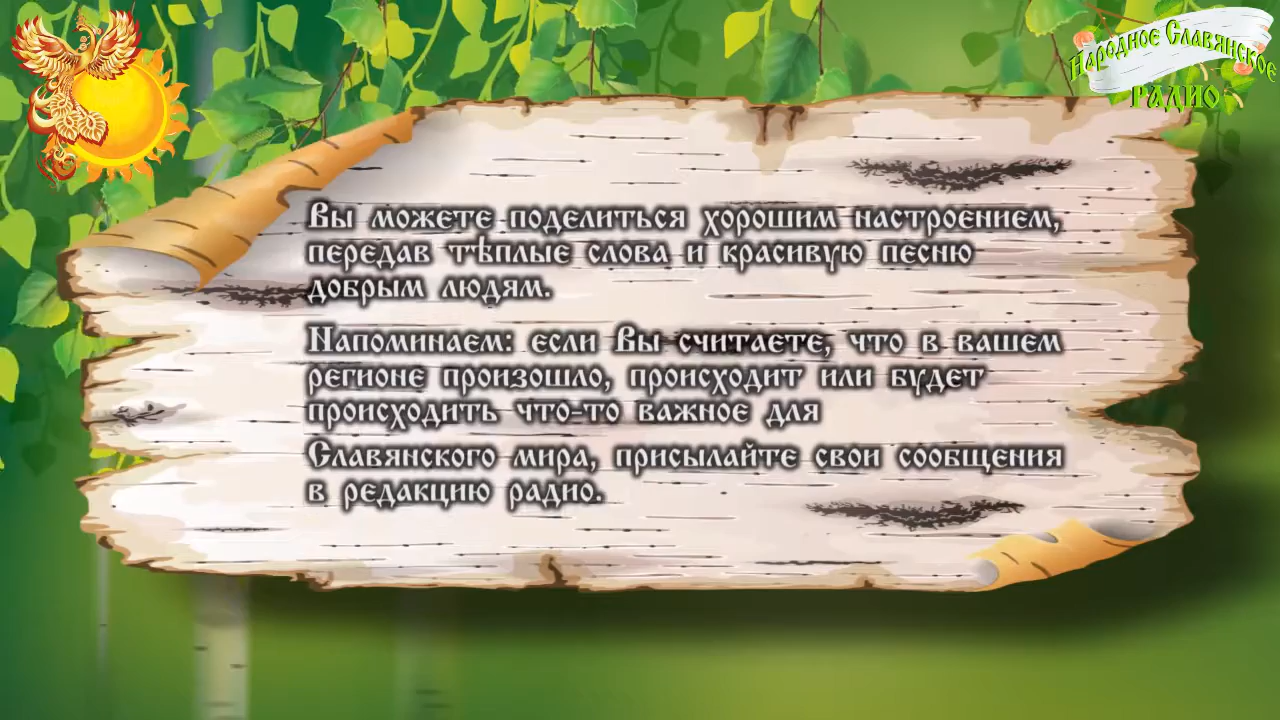 Народное Славянское
РАДИО
Вы можете поделиться хорошим настроением,
передав тѣплые слова и красивую песню
добрым людям.
Напоминаем: если Вы считаете, что в вашем
регионе произошло, происходит или будет
происходить что-то важное для
Славянского мира, присылайте свои сообщения
в редакцию радио.